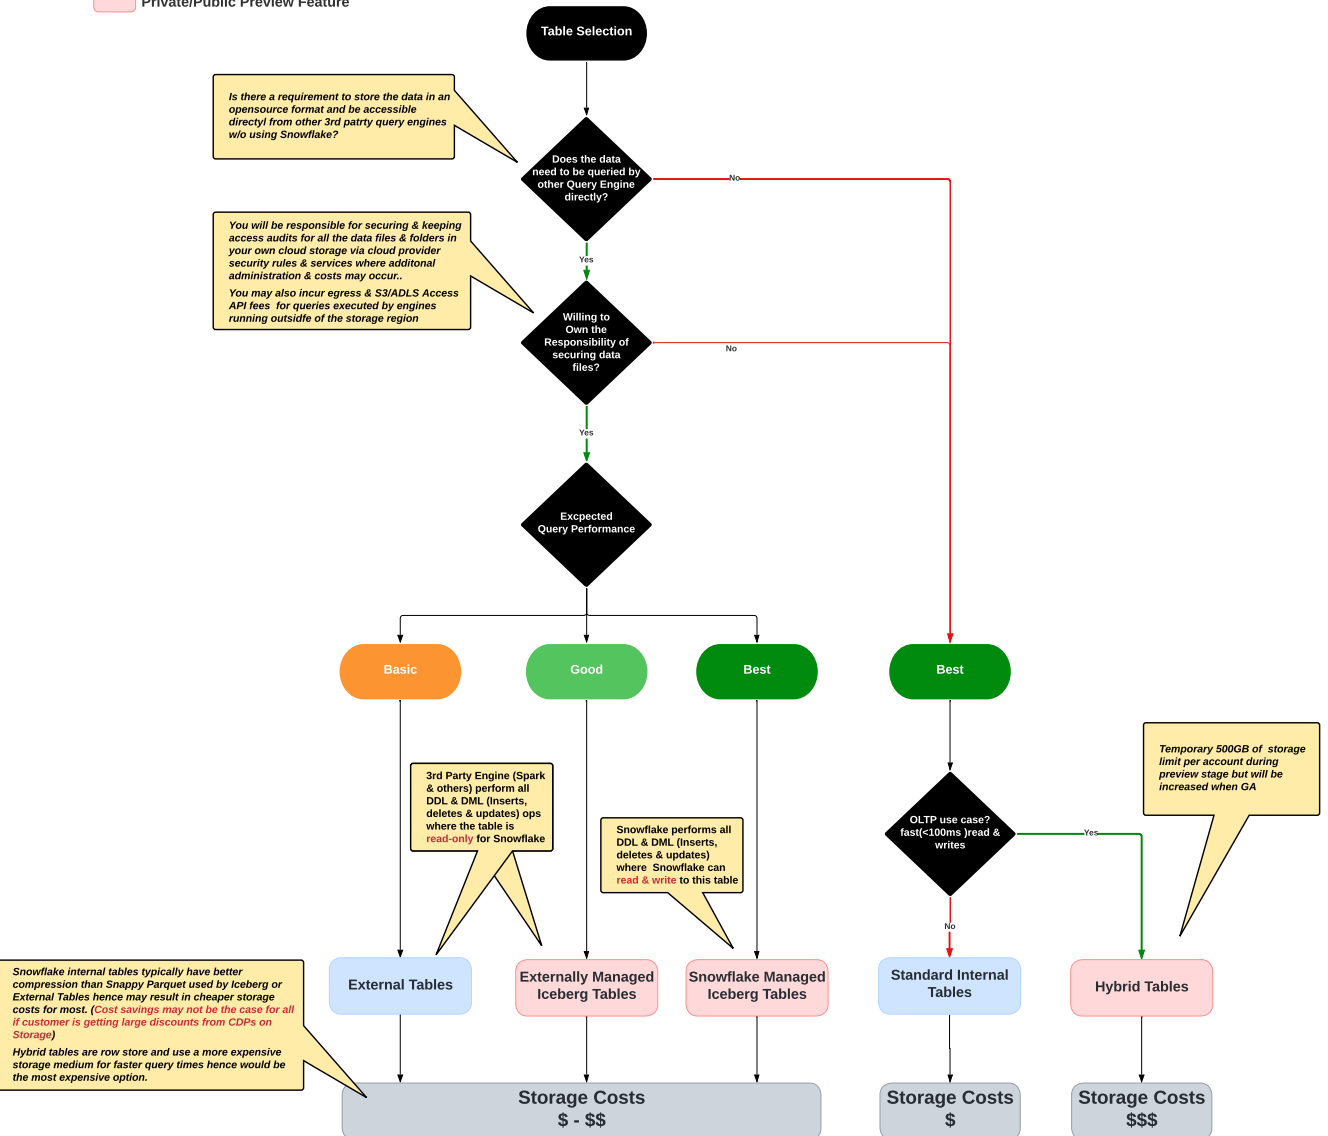 Private/Public Preview Feature
Table Selection
Is there a requirement to store the data in an
opensource format and be accessible
directyl from other 3rd patrty query engines
w/o using Snowflake?
Does the data
need to be queried by
other Query Engine
directly?
No
You will be responsible for securing & keeping
access audits for all the data files & folders in
your own cloud storage via cloud provider
security rules & services where additonal
administration & costs may occur..
You may also incur egress & S3/ADLS Access
API fees for queries executed by engines
running outsidfe of the storage region
Yes
Willing to
Own the
Responsibility of
securing data
files?
No
Yes
Excpected
Query Performance
Basic
Good
Best
Best
3rd Party Engine (Spark
& others) perform all
DDL & DML (Inserts,
deletes & updates) ops
where the table is
read-only for Snowflake
Snowflake performs all
DDL & DML (Inserts,
deletes & updates)
where Snowflake can
read & write to this table
OLTP use case?
fast(<100ms )read &
writes
Yes
No
Temporary 500GB of storage
limit per account during
preview stage but will be
increased when GA
External Tables
Externally Managed
Iceberg Tables
Snowflake Managed
Iceberg Tables
Standard Internal
Tables
Hybrid Tables
Snowflake internal tables typically have better
compression than Snappy Parquet used by Iceberg or
External Tables hence may result in cheaper storage
costs for most. (Cost savings may not be the case for all
if customer is getting large discounts from CDPs on
Storage)
Hybrid tables are row store and use a more expensive
storage medium for faster query times hence would be
the most expensive option.
Storage Costs
$ - $$
Storage Costs
$
Storage Costs
$$$